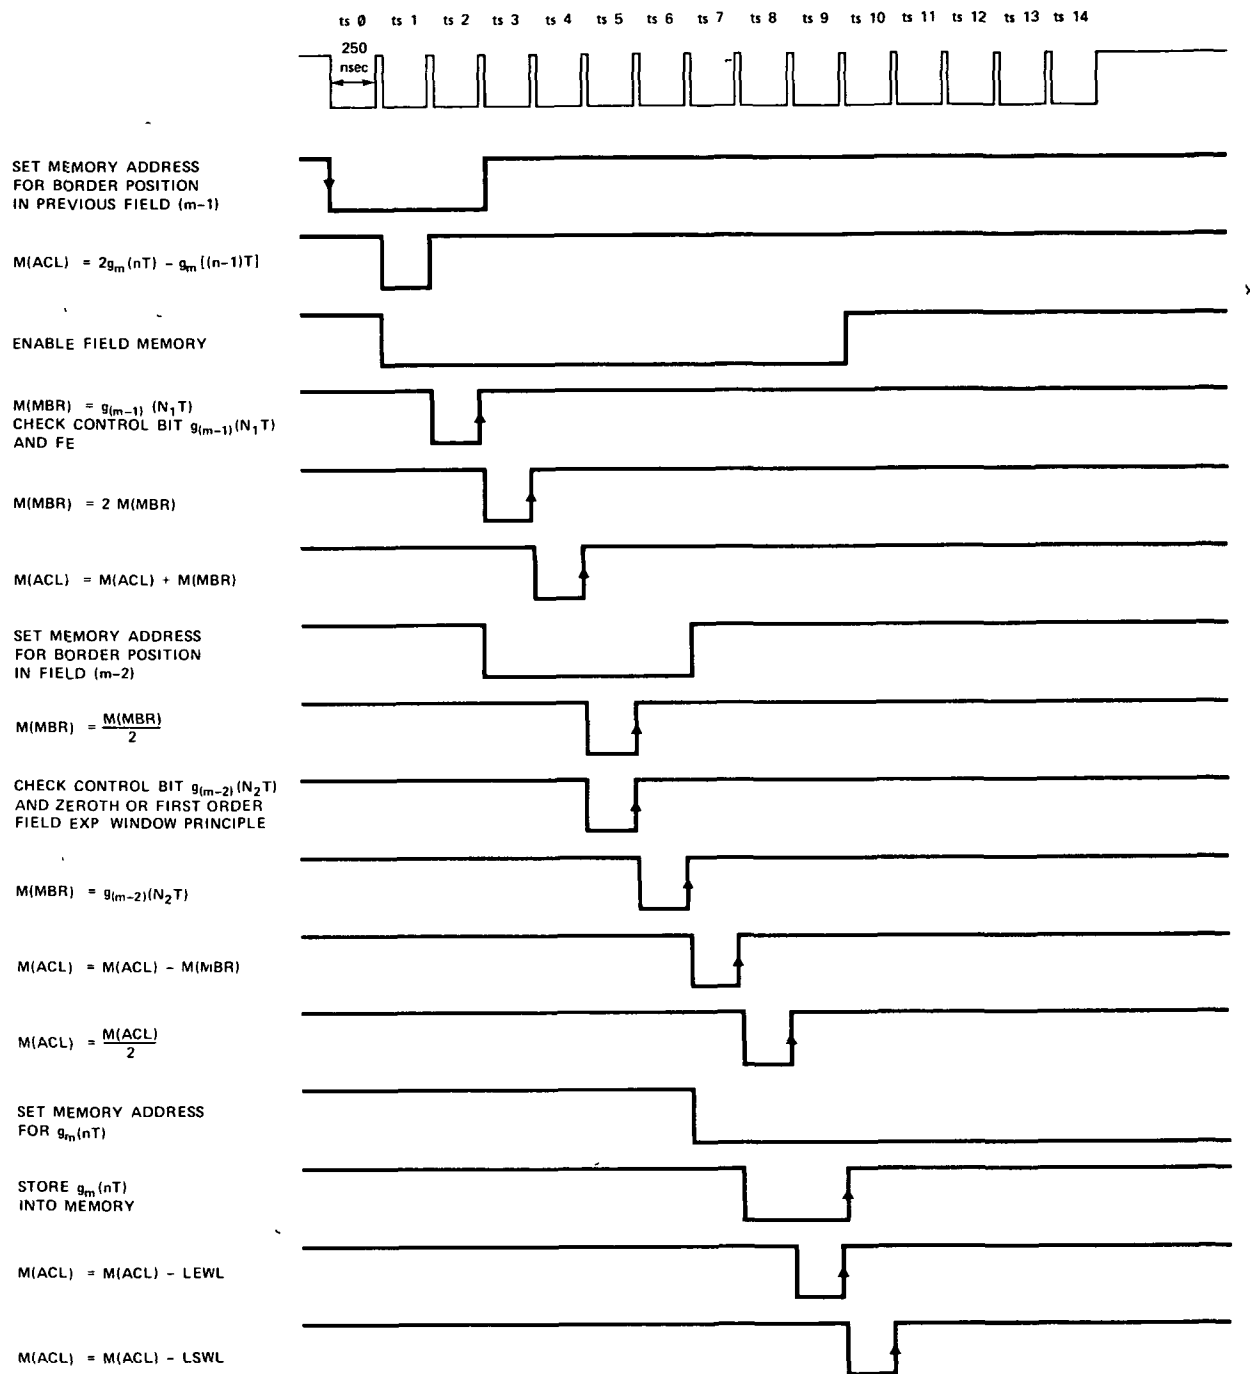 ts 0 ts 1 ts 2 ts 3 ts 4 ts 5 ts 6 ts 7 ts 8 ts 9 ts 10 ts 11 ts 12 ts 13 ts 14
250
nsec
SET MEMORY ADDRESS
FOR BORDER POSITION
IN PREVIOUS FIELD (m-1)
M(ACL) = 2gₘ(nT) - gₘ[(n-1)T]
ENABLE FIELD MEMORY
M(MBR) = g₍ₘ₋₁₎ (N₁T)
CHECK CONTROL BIT g₍ₘ₋₁₎(N₁T)
AND FE
M(MBR) = 2 M(MBR)
M(ACL) = M(ACL) + M(MBR)
SET MEMORY ADDRESS
FOR BORDER POSITION
IN FIELD (m-2)
M(MBR) = M(MBR)
2
CHECK CONTROL BIT g₍ₘ₋₂₎(N₂T)
AND ZEROTH OR FIRST ORDER
FIELD EXP WINDOW PRINCIPLE
M(MBR) = g₍ₘ₋₂₎(N₂T)
M(ACL) = M(ACL) - M(MBR)
M(ACL) = M(ACL)
2
SET MEMORY ADDRESS
FOR gₘ(nT)
STORE gₘ(nT)
INTO MEMORY
M(ACL) = M(ACL) - LEWL
M(ACL) = M(ACL) - LSWL